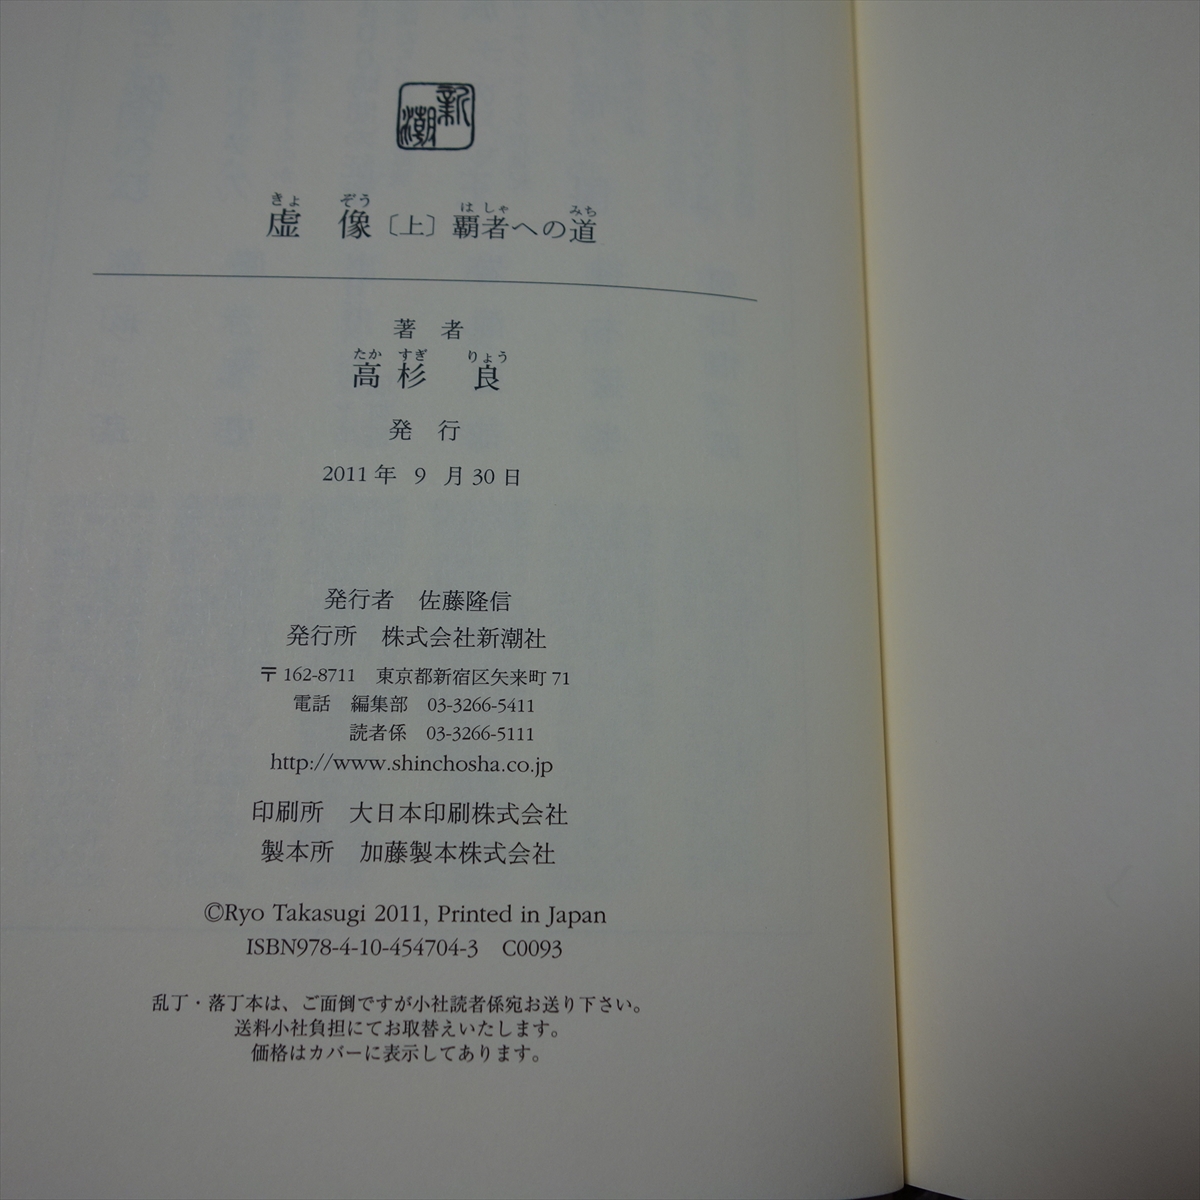 新潮
きょ ぞう は しゃ みち
虚 像〔上〕覇者への道
著 者
たか すぎ りょう
高 杉 良
発 行
2011年 9 月30日
発行者 佐藤隆信
発行所 株式会社新潮社
〒162-8711 東京都新宿区矢来町71
電話 編集部 03-3266-5411
読者係 03-3266-5111
http://www.shinchosha.co.jp
印刷所 大日本印刷株式会社
製本所 加藤製本株式会社
©Ryo Takasugi 2011, Printed in Japan
ISBN978-4-10-454704-3 C0093
乱丁・落丁本は、ご面倒ですが小社読者係宛お送り下さい。
送料小社負担にてお取替えいたします。
価格はカバーに表示してあります。